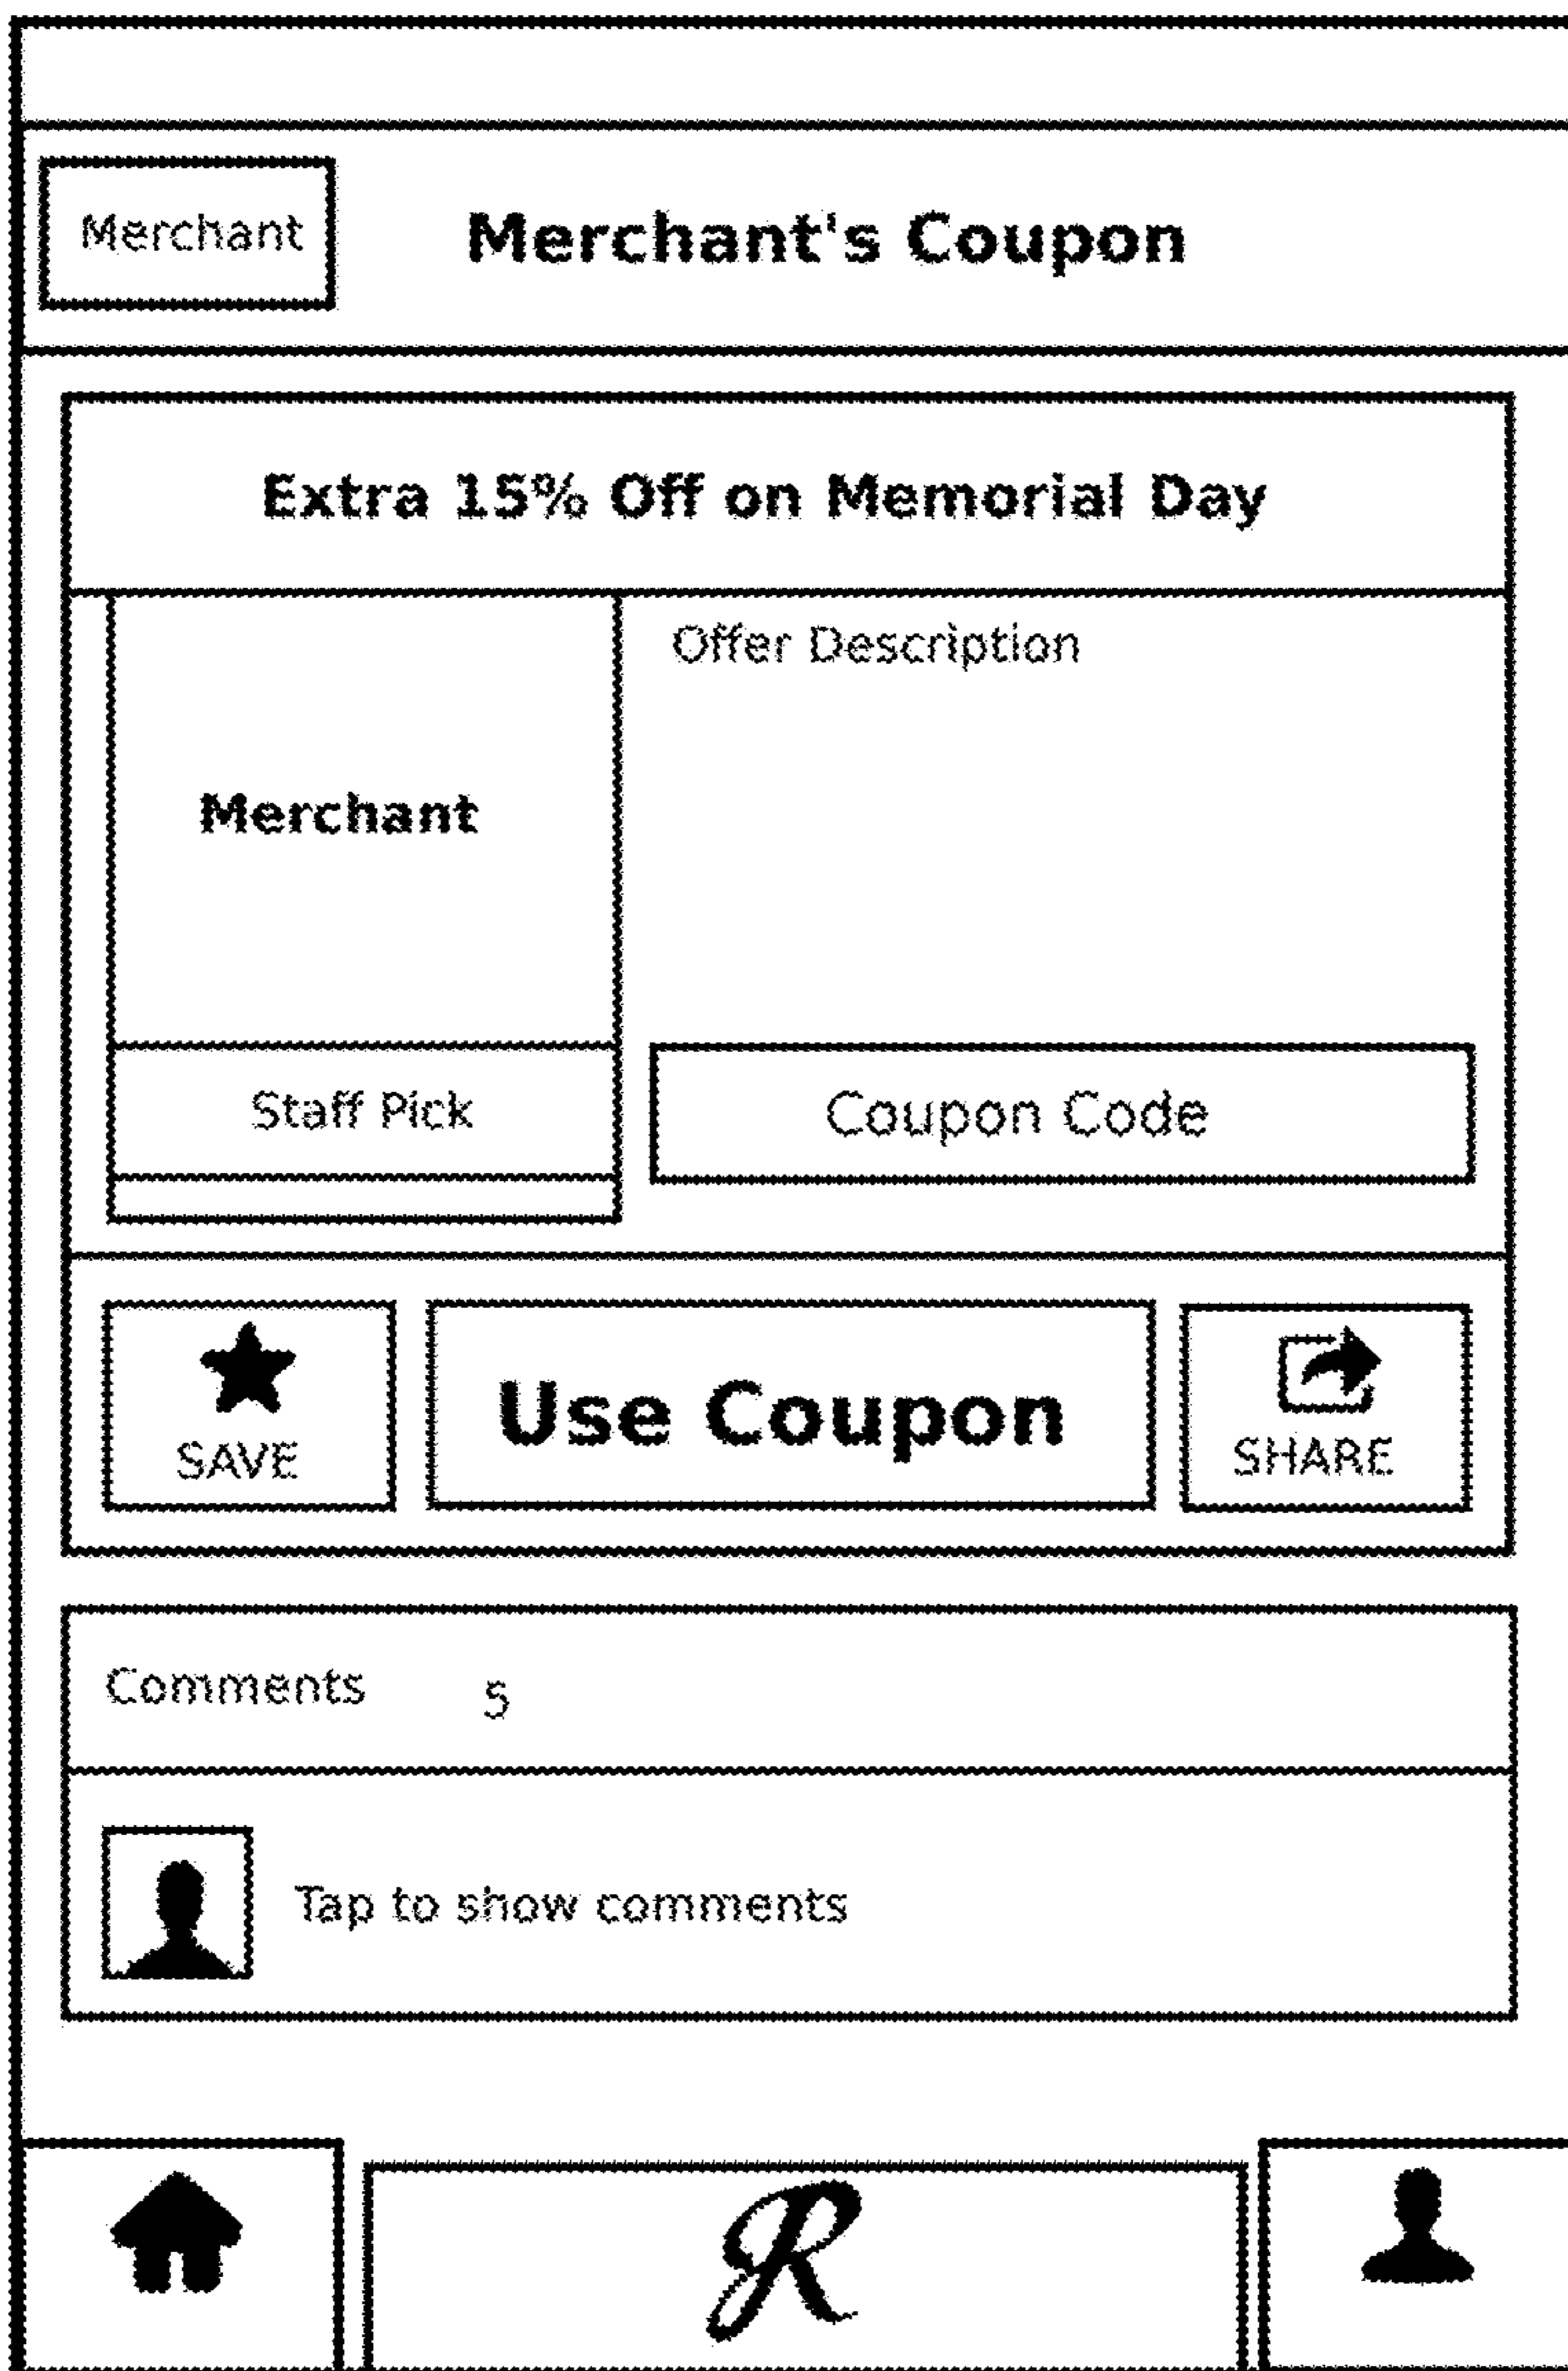 Merchant
Merchant's Coupon
Extra 15% Off on Memorial Day
Offer Description
Merchant
Staff Pick
Coupon Code
SAVE
Use Coupon
SHARE
Comments 5
Tap to show comments
R